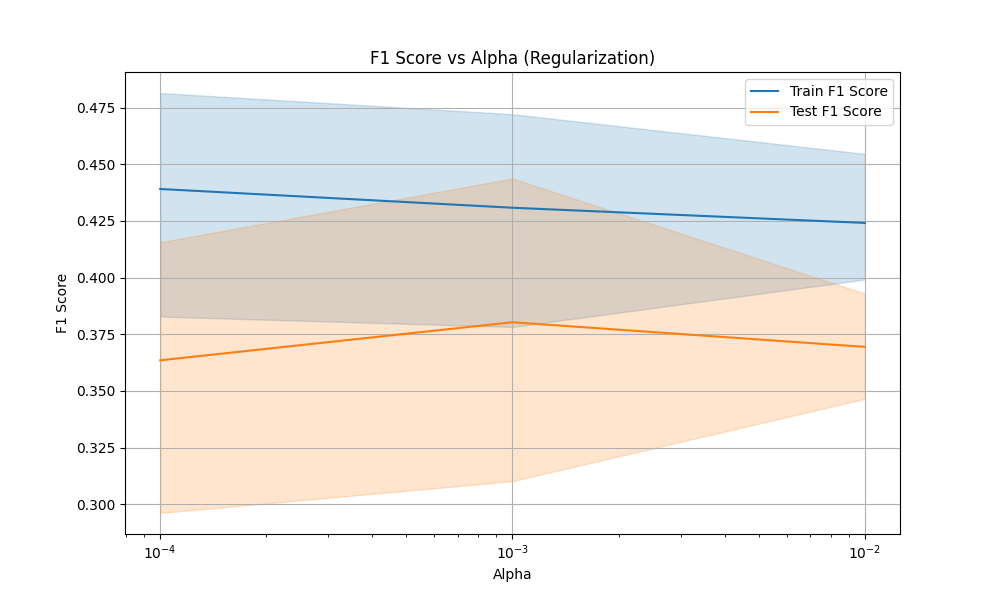 F1 Score vs Alpha (Regularization)
Train F1 Score
Test F1 Score
0.475
0.450
0.425
0.400
0.375
0.350
0.325
0.300
F1 Score
10⁻⁴
10⁻³
10⁻²
Alpha